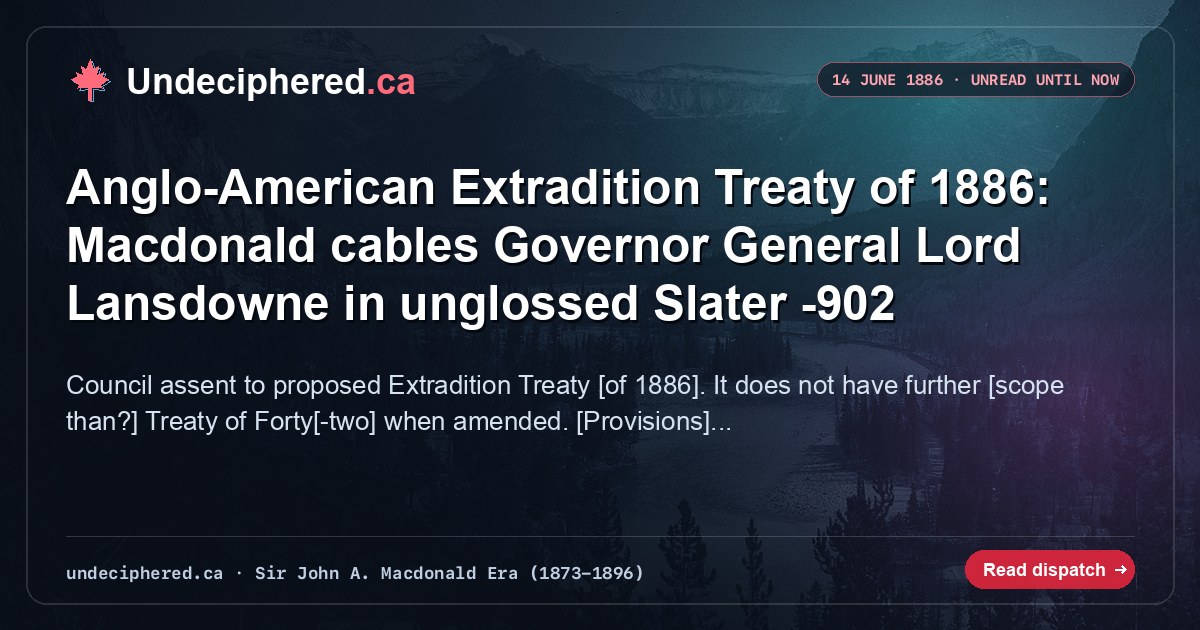 Undeciphered.ca
14 JUNE 1886 · UNREAD UNTIL NOW
Anglo-American Extradition Treaty of 1886:
Macdonald cables Governor General Lord
Lansdowne in unglossed Slater -902
Council assent to proposed Extradition Treaty [of 1886]. It does not have further [scope
than?] Treaty of Forty[-two] when amended. [Provisions]...
undeciphered.ca · Sir John A. Macdonald Era (1873–1896)
Read dispatch →